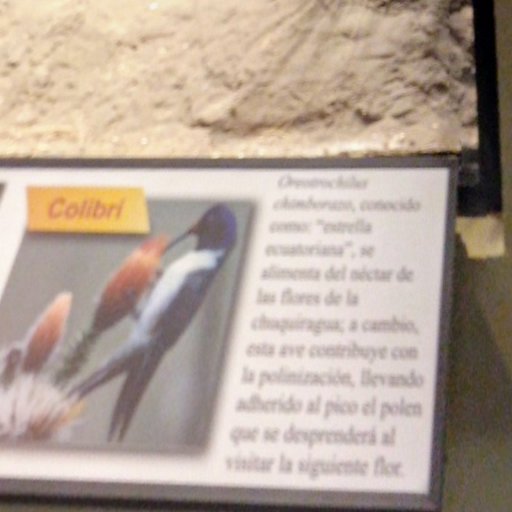 Colibrí
Oreotrochilus
chimborazo, conocido
como: "estrella
ecuatoriana", se
alimenta del néctar de
las flores de la
chuquiragua; a cambio,
esta ave contribuye con
la polinización, llevando
adherido al pico el polen
que se desprenderá al
visitar la siguiente flor.